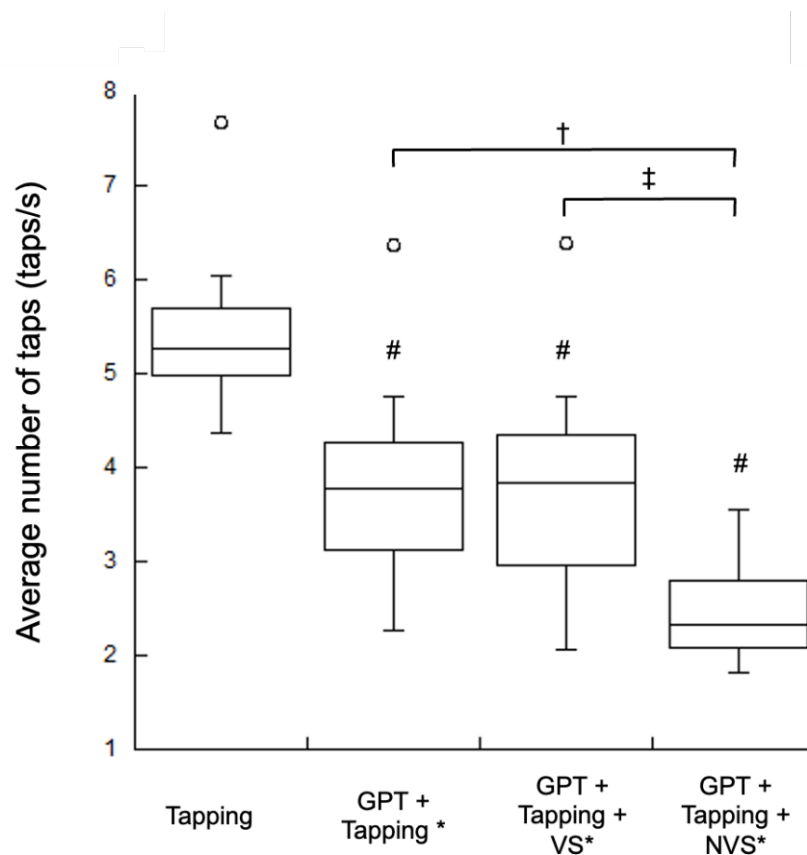 Average number of taps (taps/s)
8
7
6
5
4
3
2
1
†
‡
#
#
#
Tapping
GPT +
Tapping *
GPT +
Tapping +
VS*
GPT +
Tapping +
NVS*